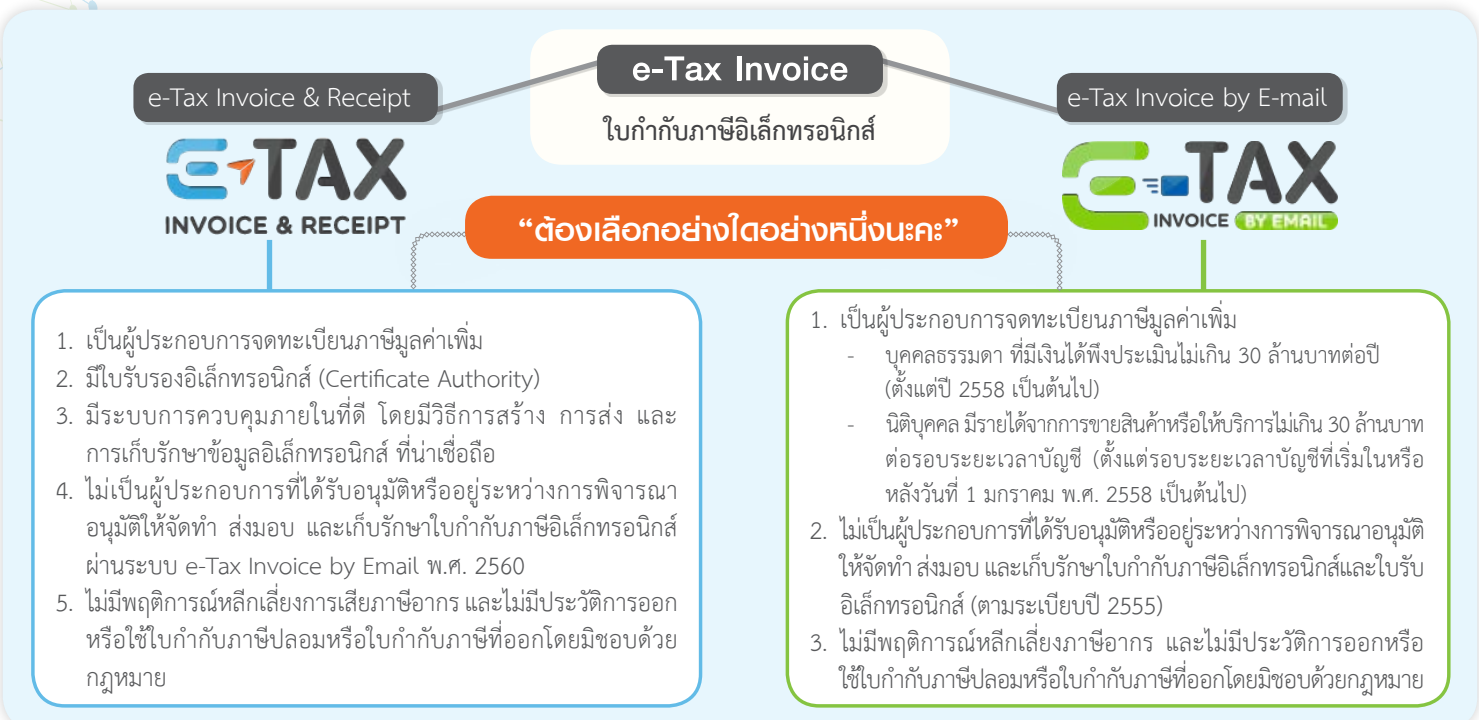 e-Tax Invoice
ใบกำกับภาษีอิเล็กทรอนิกส์
e-Tax Invoice & Receipt
E-TAX
INVOICE & RECEIPT
e-Tax Invoice by E-mail
E-TAX
INVOICE BY EMAIL
“ต้องเลือกอย่างใดอย่างหนึ่งนะคะ”
1. เป็นผู้ประกอบการจดทะเบียนภาษีมูลค่าเพิ่ม
2. มีใบรับรองอิเล็กทรอนิกส์ (Certificate Authority)
3. มีระบบการควบคุมภายในที่ดี โดยมีวิธีการสร้าง การส่ง และ
การเก็บรักษาข้อมูลอิเล็กทรอนิกส์ ที่น่าเชื่อถือ
4. ไม่เป็นผู้ประกอบการที่ได้รับอนุมัติหรืออยู่ระหว่างการพิจารณา
อนุมัติให้จัดทำ ส่งมอบ และเก็บรักษาใบกำกับภาษีอิเล็กทรอนิกส์
ผ่านระบบ e-Tax Invoice by Email พ.ศ. 2560
5. ไม่มีพฤติการณ์หลีกเลี่ยงการเสียภาษีอากร และไม่มีประวัติการออก
หรือใช้ใบกำกับภาษีปลอมหรือใบกำกับภาษีที่ออกโดยมิชอบด้วย
กฎหมาย
1. เป็นผู้ประกอบการจดทะเบียนภาษีมูลค่าเพิ่ม
- บุคคลธรรมดา ที่มีเงินได้พึงประเมินไม่เกิน 30 ล้านบาทต่อปี
(ตั้งแต่ปี 2558 เป็นต้นไป)
- นิติบุคคล มีรายได้จากการขายสินค้าหรือให้บริการไม่เกิน 30 ล้านบาท
ต่อรอบระยะเวลาบัญชี (ตั้งแต่รอบระยะเวลาบัญชีที่เริ่มในหรือ
หลังวันที่ 1 มกราคม พ.ศ. 2558 เป็นต้นไป)
2. ไม่เป็นผู้ประกอบการที่ได้รับอนุมัติหรืออยู่ระหว่างการพิจารณาอนุมัติ
ให้จัดทำ ส่งมอบ และเก็บรักษาใบกำกับภาษีอิเล็กทรอนิกส์และใบรับ
อิเล็กทรอนิกส์ (ตามระเบียบปี 2555)
3. ไม่มีพฤติการณ์หลีกเลี่ยงภาษีอากร และไม่มีประวัติการออกหรือ
ใช้ใบกำกับภาษีปลอมหรือใบกำกับภาษีที่ออกโดยมิชอบด้วยกฎหมาย